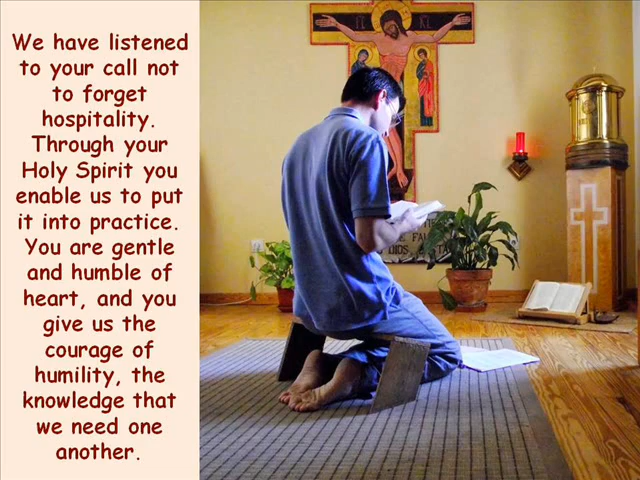 We have listened
to your call not
to forget
hospitality.
Through your
Holy Spirit you
enable us to put
it into practice.
You are gentle
and humble of
heart, and you
give us the
courage of
humility, the
knowledge that
we need one
another.
DIOS